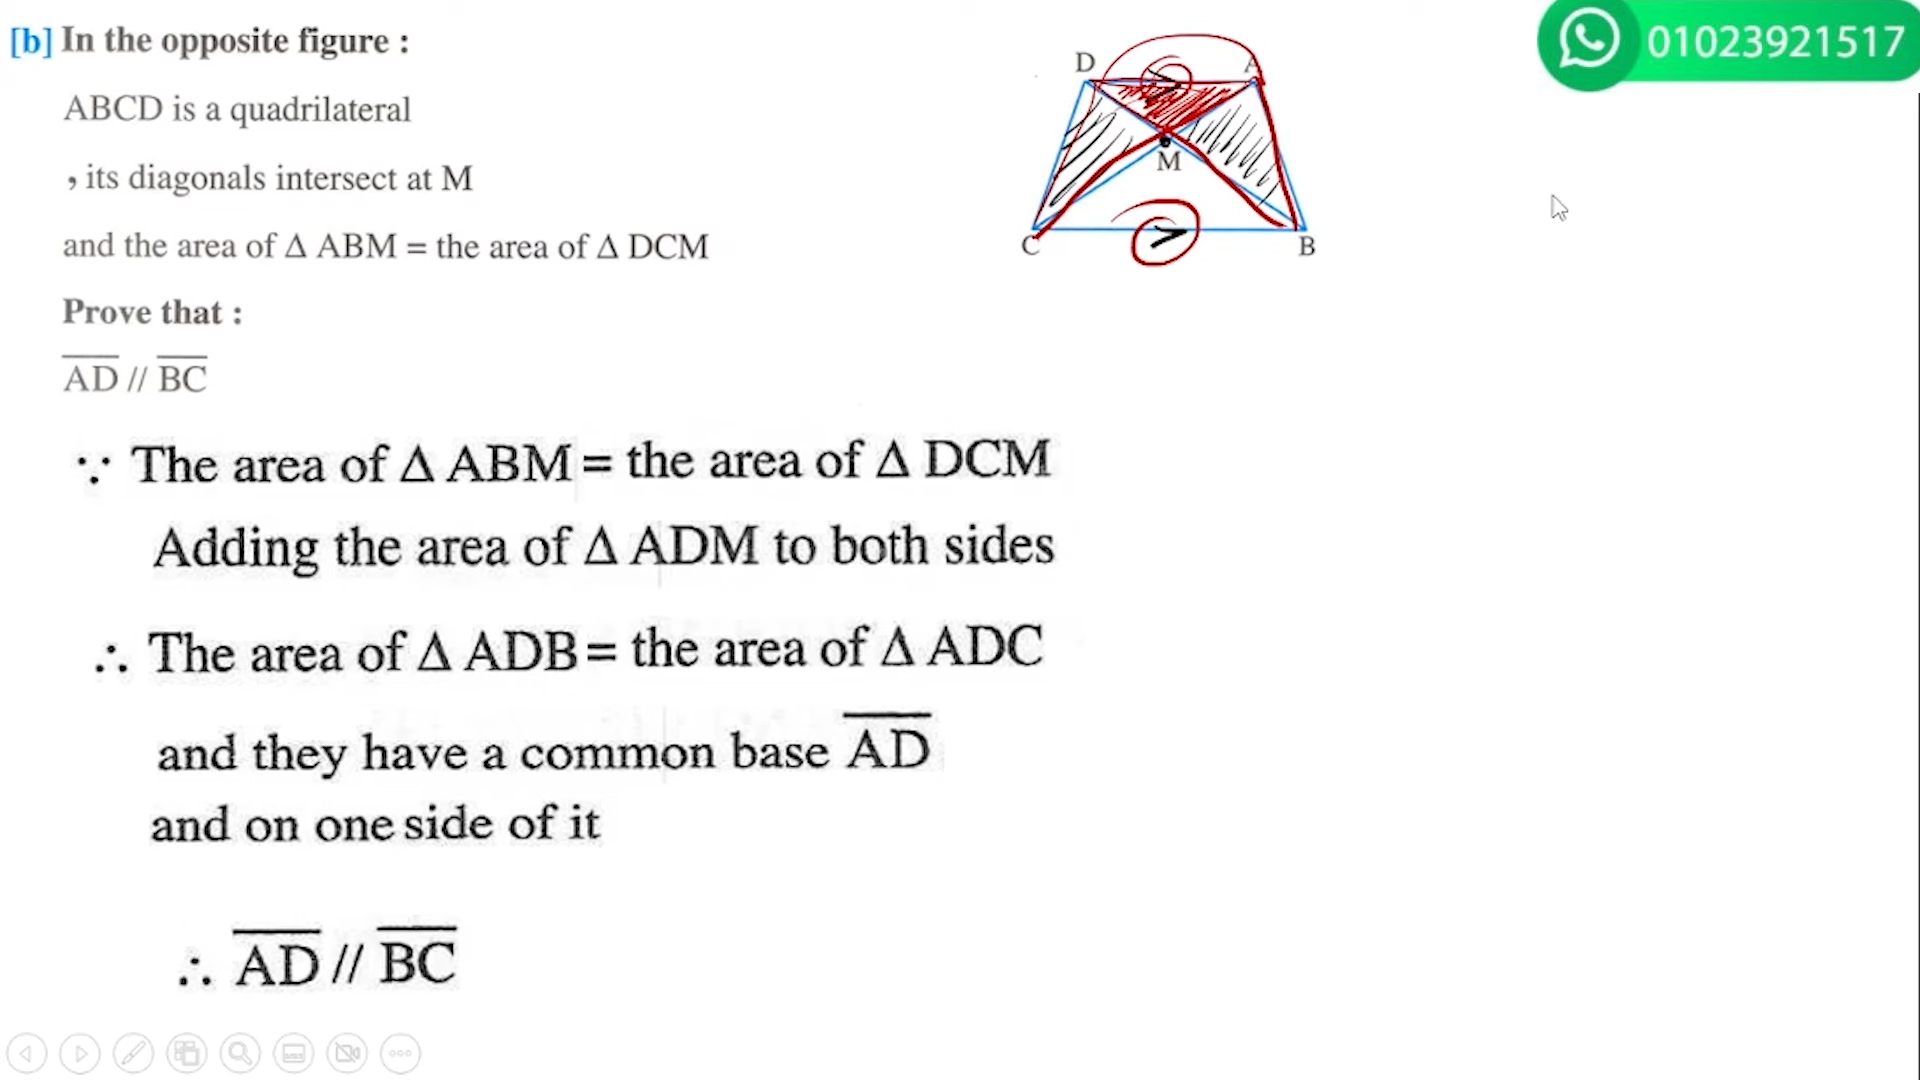 [b] In the opposite figure :
01023921517
ABCD is a quadrilateral
, its diagonals intersect at M
and the area of Δ ABM = the area of Δ DCM
Prove that :
AD // BC
D
A
M
C
B
∵ The area of Δ ABM = the area of Δ DCM
Adding the area of Δ ADM to both sides
∴ The area of Δ ADB = the area of Δ ADC
and they have a common base AD
and on one side of it
∴ AD // BC